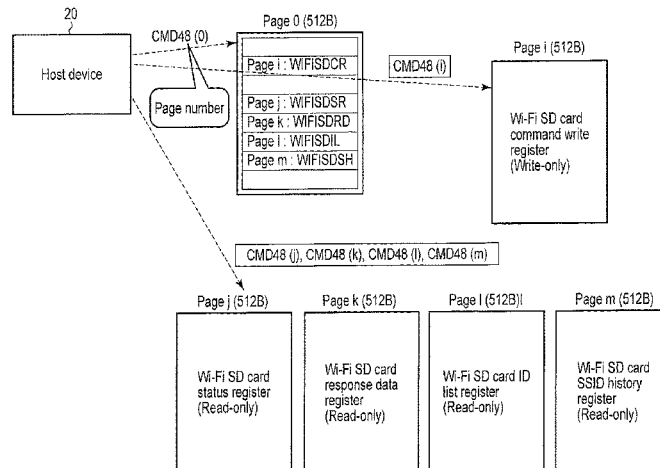 20
Host device
CMD48 (0)
Page number
Page 0 (512B)
Page i : WIFISDCR
Page j : WIFISDSR
Page k : WIFISDRD
Page l : WIFISDIL
Page m : WIFISDSH
CMD48 (i)
Page i (512B)
Wi-Fi SD card
command write
register
(Write-only)
CMD48 (j), CMD48 (k), CMD48 (l), CMD48 (m)
Page j (512B)
Wi-Fi SD card
status register
(Read-only)
Page k (512B)
Wi-Fi SD card
response data
register
(Read-only)
Page l (512B)l
Wi-Fi SD card ID
list register
(Read-only)
Page m (512B)
Wi-Fi SD card
SSID history
register
(Read-only)